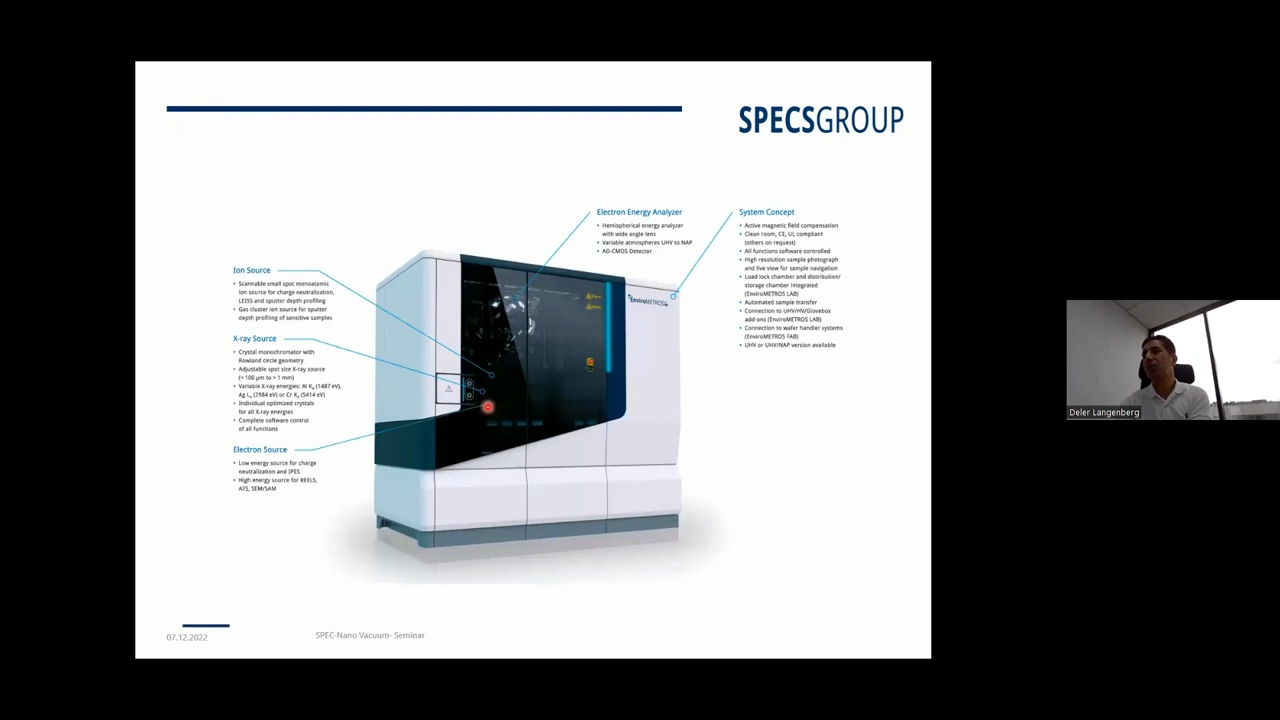 SPECSGROUP
Electron Energy Analyzer
• Hemispherical energy analyzer
with wide angle lens
• Variable atmospheres UHV to NAP
• AD-CMOS Detector
System Concept
• Active magnetic field compensation
• Clean room, CE, UL compliant
(others on request)
• All functions software controlled
• High resolution sample photograph
and live view for sample navigation
• Load lock chamber and distribution/
storage chamber integrated
(EnviroMETROS LAB)
• Automated sample transfer
• Connection to UHV/HV/Glovebox
add-ons (EnviroMETROS LAB)
• Connection to wafer handler systems
(EnviroMETROS FAB)
• UHV or UHV/NAP version available
Ion Source
• Scannable small spot monoatomic
ion source for charge neutralization,
LEISS and sputter depth profiling
• Gas cluster ion source for sputter
depth profiling of sensitive samples
X-ray Source
• Crystal monochromator with
Rowland circle geometry
• Adjustable spot size X-ray source
(< 100 µm to > 1 mm)
• Variable X-ray energies: Al Kα (1487 eV),
Ag Lα (2984 eV) or Cr Kα (5414 eV)
• Individual optimized crystals
for all X-ray energies
• Complete software control
of all functions
Electron Source
• Low energy source for charge
neutralization and IPES
• High energy source for REELS,
AES, SEM/SAM
EnviroMETROS
Deler Langenberg
07.12.2022
SPEC-Nano Vacuum- Seminar